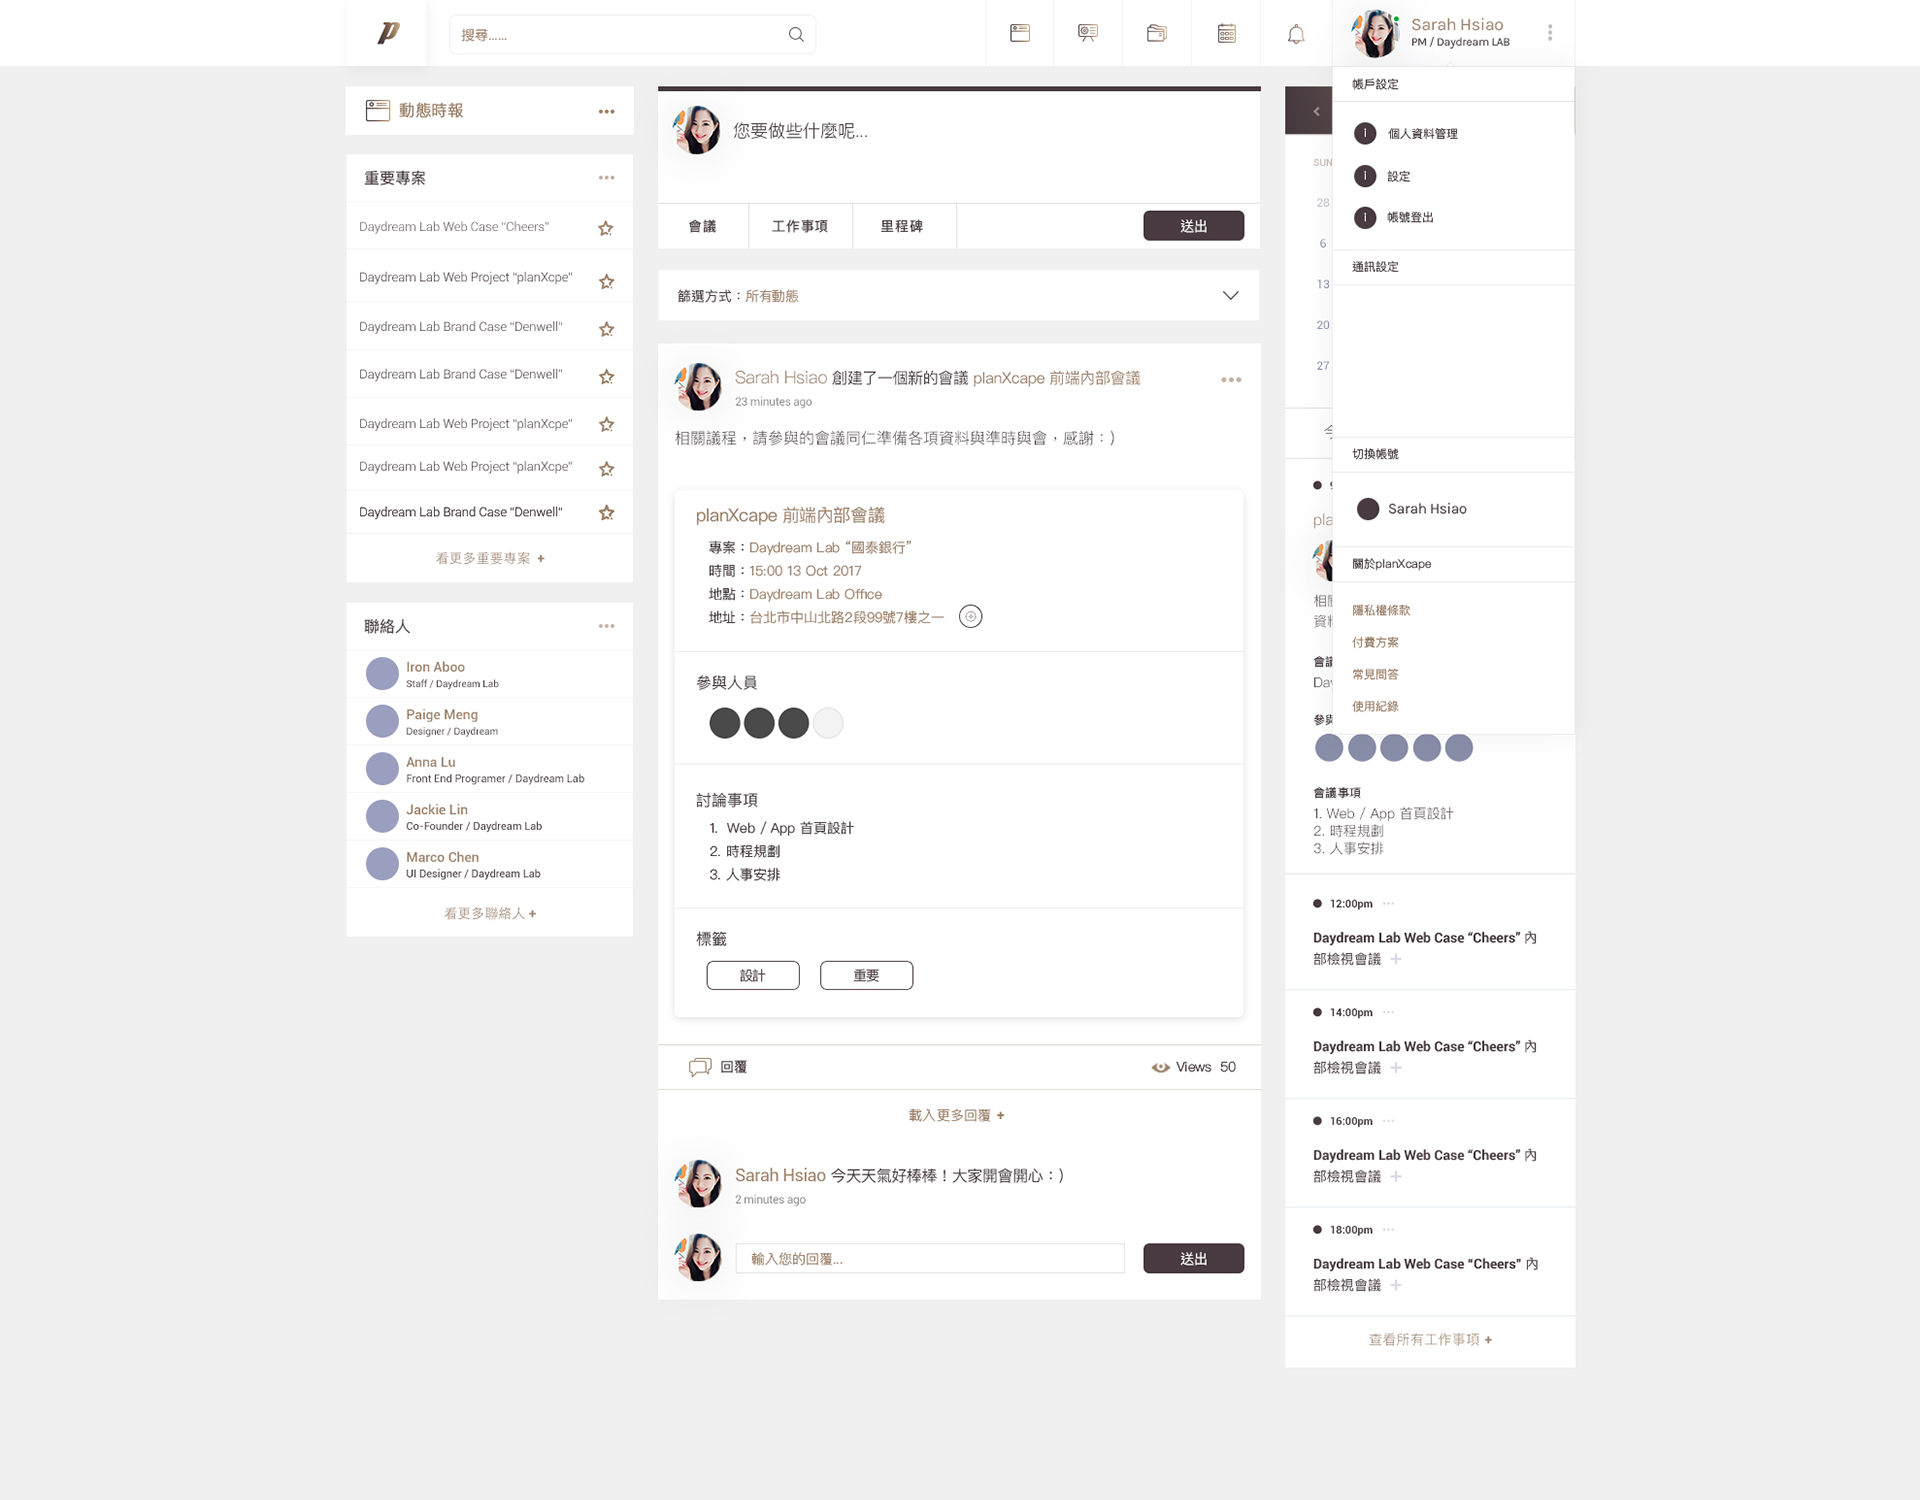 p
搜尋......
Sarah Hsiao
PM / Daydream LAB
動態時報
重要專案
Daydream Lab Web Case "Cheers"
Daydream Lab Web Project "planXcpe"
Daydream Lab Brand Case "Denwell"
Daydream Lab Brand Case "Denwell"
Daydream Lab Web Project "planXcpe"
Daydream Lab Web Project "planXcpe"
Daydream Lab Brand Case "Denwell"
看更多重要專案 +
聯絡人
Iron Aboo
Staff / Daydream Lab
Paige Meng
Designer / Daydream
Anna Lu
Front End Programer / Daydream Lab
Jackie Lin
Co-Founder / Daydream Lab
Marco Chen
UI Designer / Daydream Lab
看更多聯絡人 +
您要做些什麼呢...
會議
工作事項
里程碑
送出
篩選方式：所有動態
Sarah Hsiao 創建了一個新的會議 planXcape 前端內部會議
23 minutes ago
相關議程，請參與的會議同仁準備各項資料與準時與會，感謝：)
planXcape 前端內部會議
專案：Daydream Lab “國泰銀行”
時間：15:00 13 Oct 2017
地點：Daydream Lab Office
地址：台北市中山北路2段99號7樓之一
參與人員
討論事項
1. Web / App 首頁設計
2. 時程規劃
3. 人事安排
標籤
設計
重要
回覆
Views 50
載入更多回覆 +
Sarah Hsiao 今天天氣好棒棒！大家開會開心：)
2 minutes ago
輸入您的回覆...
送出
帳戶設定
個人資料管理
設定
帳號登出
通訊設定
切換帳號
Sarah Hsiao
關於planXcape
隱私權條款
付費方案
常見問答
使用紀錄
SUN
28
6
13
20
27
9
pla
相關
資料
會議
Day
參與
會議事項
1. Web / App 首頁設計
2. 時程規劃
3. 人事安排
12:00pm
Daydream Lab Web Case “Cheers” 內
部檢視會議 +
14:00pm
Daydream Lab Web Case “Cheers” 內
部檢視會議 +
16:00pm
Daydream Lab Web Case “Cheers” 內
部檢視會議 +
18:00pm
Daydream Lab Web Case “Cheers” 內
部檢視會議 +
查看所有工作事項 +